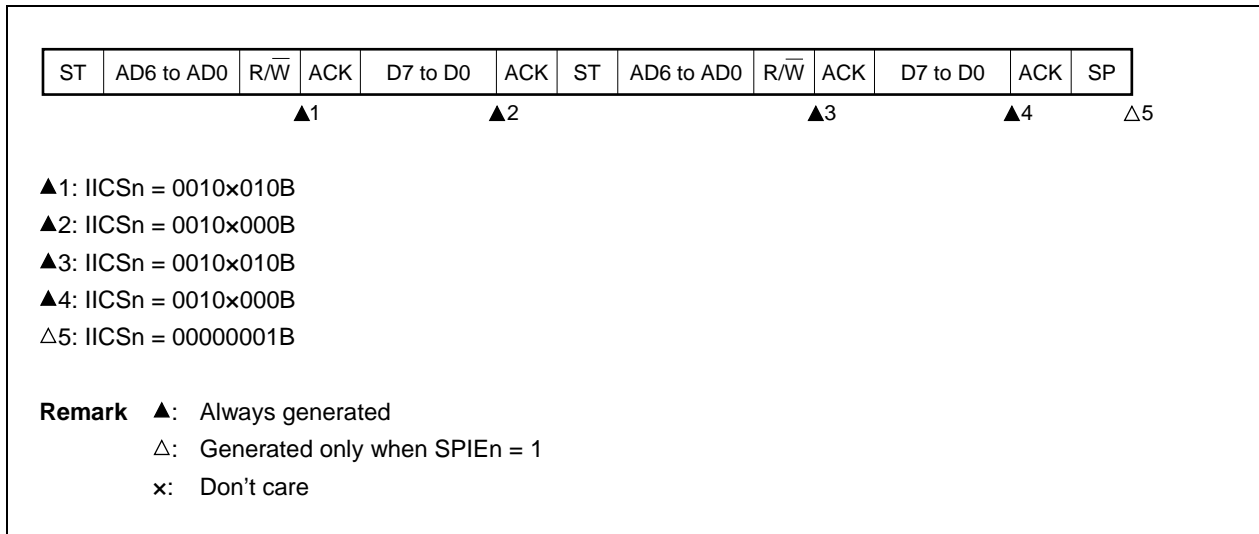 ST AD6 to AD0 R/W̅ ACK D7 to D0 ACK ST AD6 to AD0 R/W̅ ACK D7 to D0 ACK SP
▲1 ▲2 ▲3 ▲4 △5
▲1: IICSn = 0010×010B
▲2: IICSn = 0010×000B
▲3: IICSn = 0010×010B
▲4: IICSn = 0010×000B
△5: IICSn = 00000001B
Remark ▲: Always generated
△: Generated only when SPIEn = 1
×: Don't care